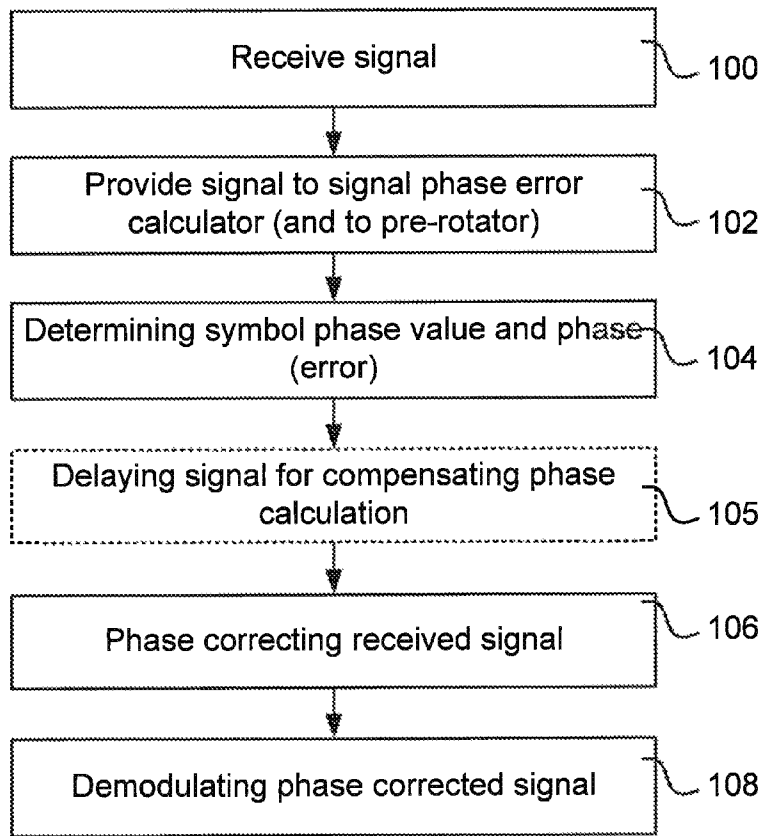 Receive signal
100
Provide signal to signal phase error
calculator (and to pre-rotator)
102
Determining symbol phase value and phase
(error)
104
Delaying signal for compensating phase
calculation
105
Phase correcting received signal
106
Demodulating phase corrected signal
108